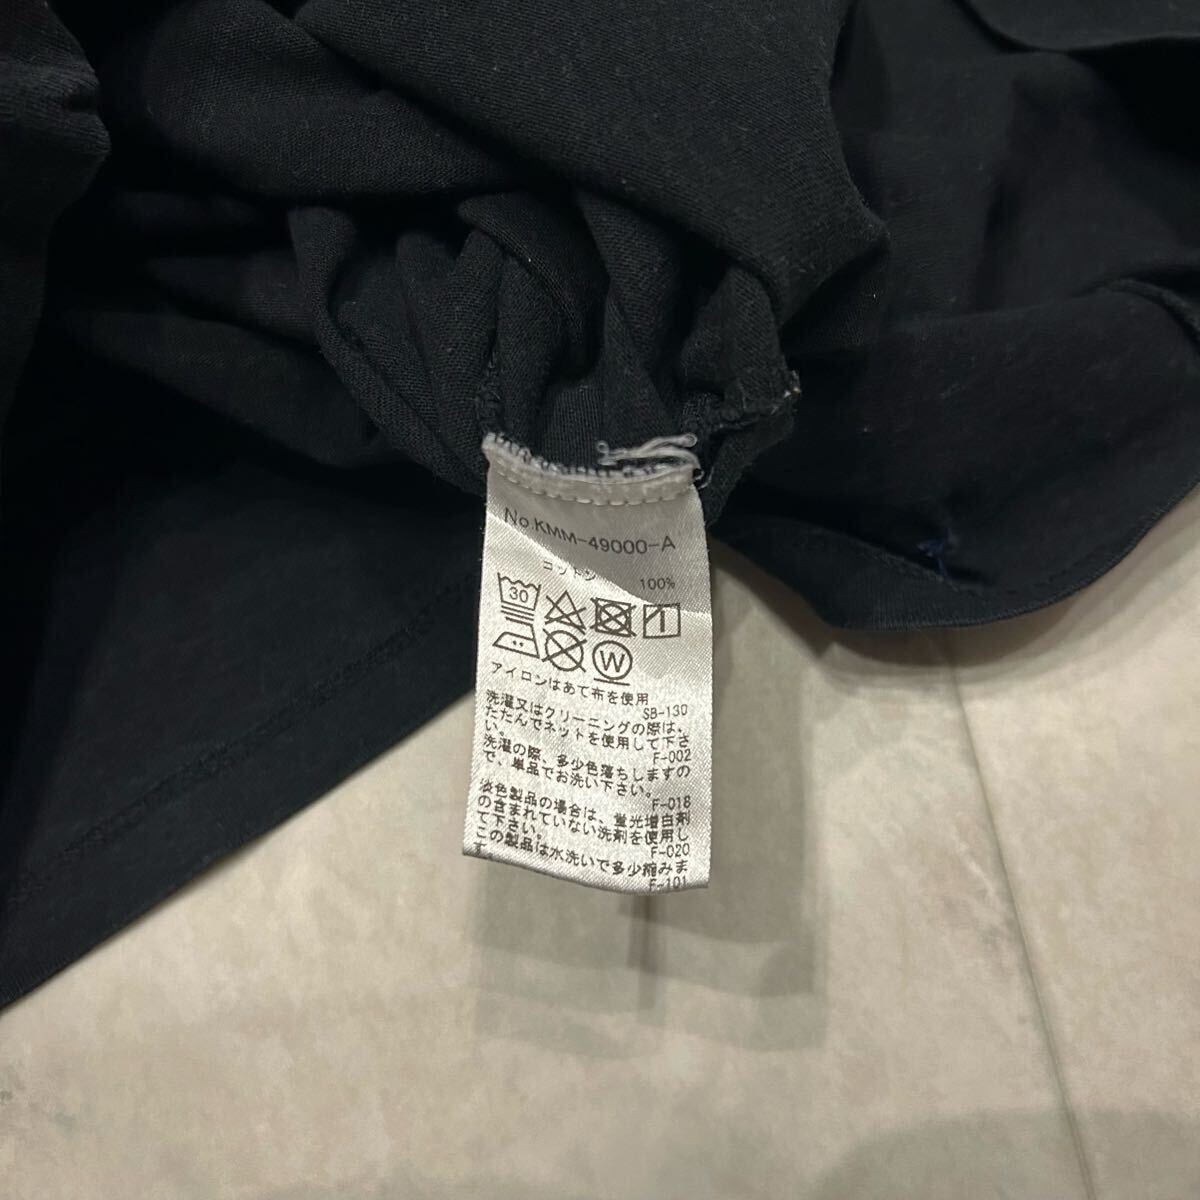 No.KMM-49000-A
コットン 100%
30
W
アイロンはあて布を使用
SB-130
洗濯又はクリーニングの際は、
たたんでネットを使用して下さ
い。 F-002
洗濯の際、多少色落ちしますの
で、単品でお洗い下さい。
F-018
淡色製品の場合は、蛍光増白剤
の含まれていない洗剤を使用し
て下さい。 F-020
この製品は水洗いで多少縮みま
す。 F-101